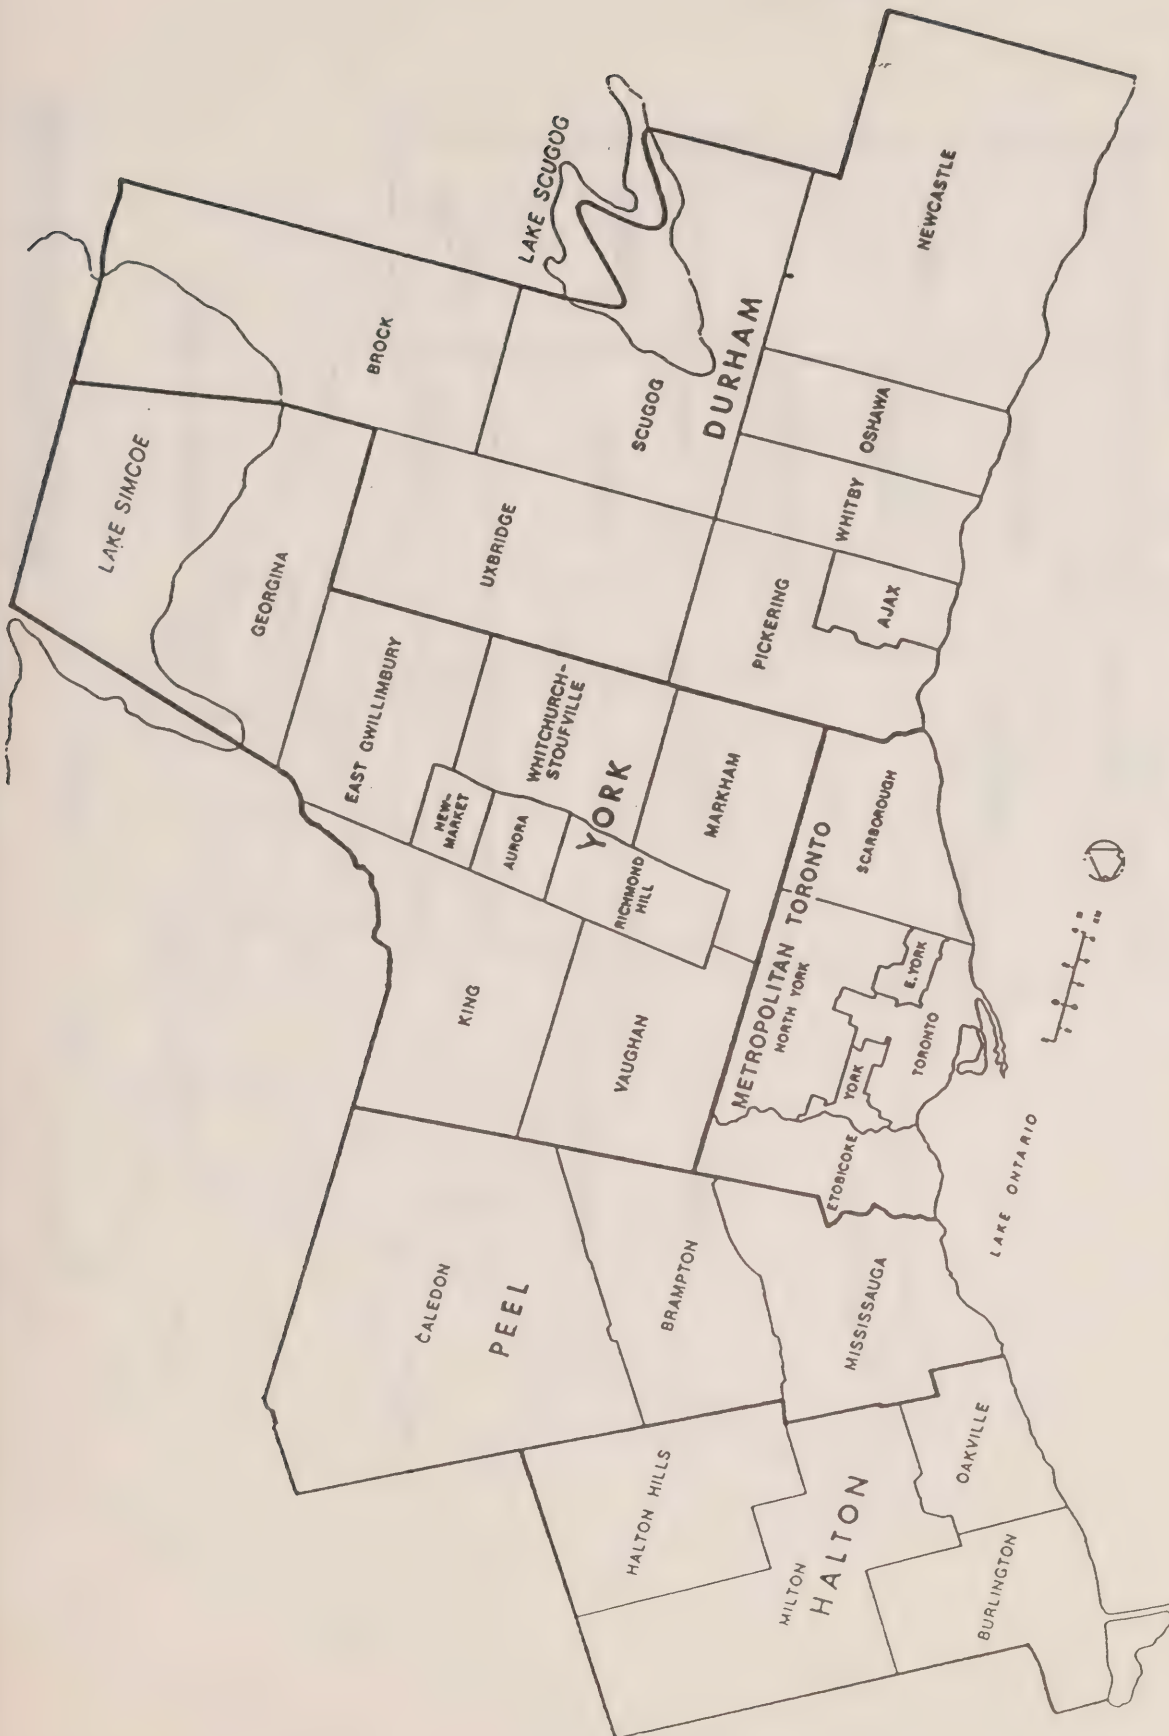 LAKE SIMCOE
GEORGINA
BROCK
LAKE SCUGOG
SCUGOG
UXBRIDGE
DURHAM
NEWCASTLE
OSHAWA
WHITBY
AJAX
PICKERING
EAST GWILLIMBURY
WHITCHURCH-
STOUFVILLE
NEW-
MARKET
AURORA
YORK
RICHMOND
HILL
MARKHAM
KING
VAUGHAN
METROPOLITAN TORONTO
NORTH YORK
SCARBOROUGH
E.YORK
YORK
TORONTO
ETOBICOKE
CALEDON
PEEL
BRAMPTON
MISSISSAUGA
HALTON HILLS
MILTON
HALTON
OAKVILLE
BURLINGTON
LAKE ONTARIO